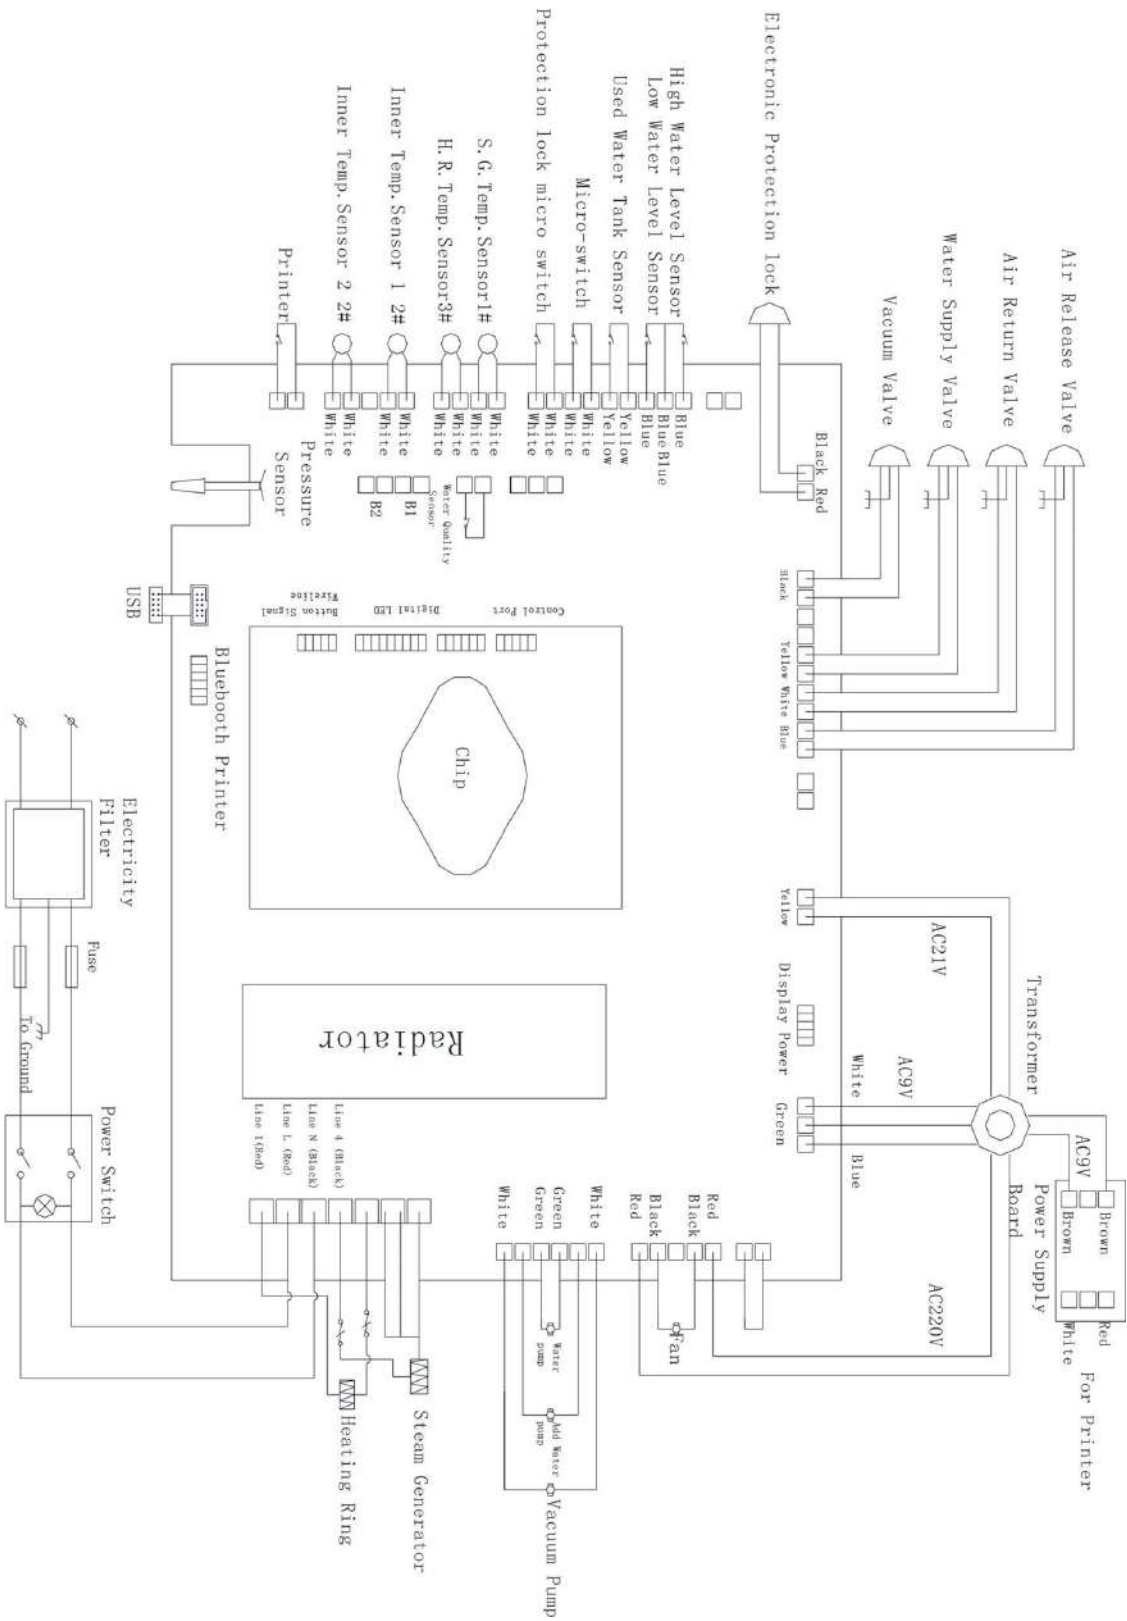 Electronic Protection lock
High Water Level Sensor
Low Water Level Sensor
Used Water Tank Sensor
Micro-switch
Protection lock micro switch
S.G.Temp.Sensor1#
H.R.Temp.Sensor3#
Inner Temp.Sensor 1 2#
Inner Temp.Sensor 2 2#
Printer
Air Release Valve
Air Return Valve
Water Supply Valve
Vacuum Valve
Black Red
Blue
Blue Blue
Blue
Yellow
Yellow
White
White
White
White
White
White
White
White
White
White
White
White
Pressure
Sensor
B1
B2
Water Quality
Sensor
Black
Yellow White Blue
USB
Bluebooth Printer
Wireline
Button Signal
Digital LED
Control Port
Chip
Radiator
Yellow
AC21V
Display Power
Transformer
AC9V
White
Green
Blue
AC9V
Power Supply
Board
Brown
Brown
Red
White
For Printer
AC220V
Electricity
Filter
Fuse
To Ground
Power Switch
Line 1(Red)
Line L (Red)
Line N (Black)
Line 4 (Black)
White
Green
Green
White
Red
Black
Black
Red
Fan
Water
pump
Add Water
pump
Vacuum Pump
Steam Generator
Heating Ring